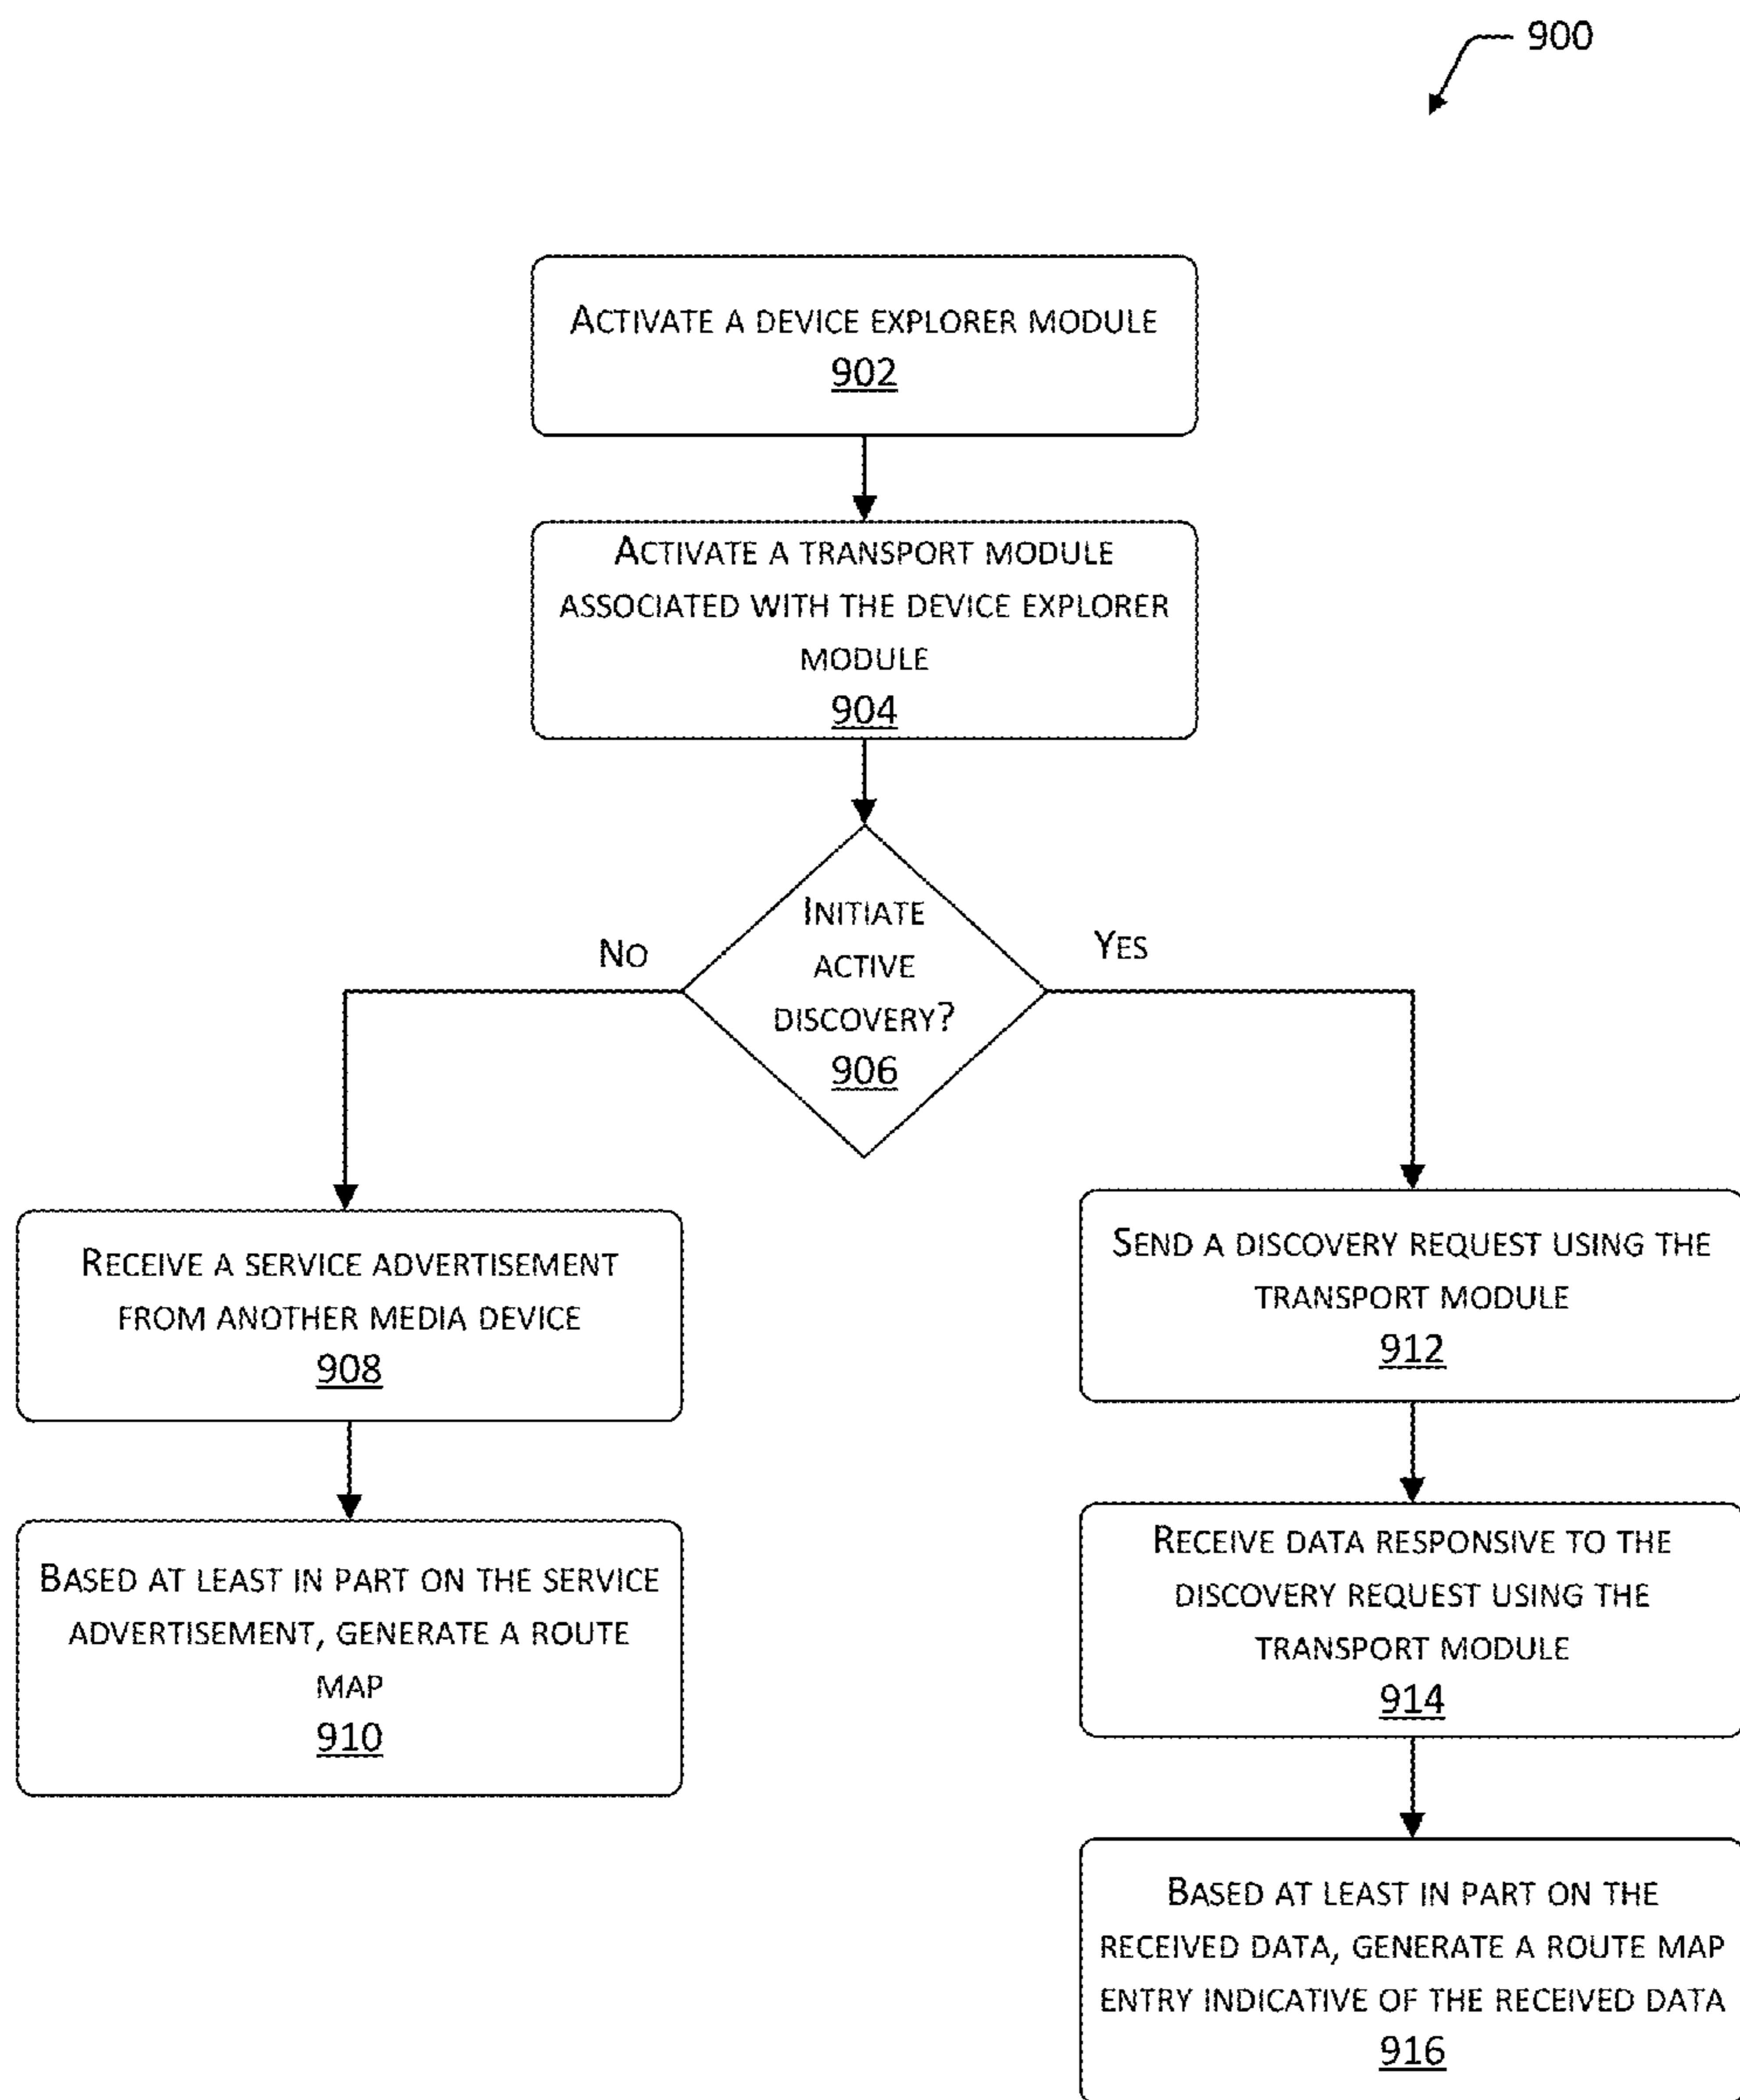 900
ACTIVATE A DEVICE EXPLORER MODULE
902
ACTIVATE A TRANSPORT MODULE
ASSOCIATED WITH THE DEVICE EXPLORER
MODULE
904
INITIATE
ACTIVE
DISCOVERY?
906
NO
YES
RECEIVE A SERVICE ADVERTISEMENT
FROM ANOTHER MEDIA DEVICE
908
BASED AT LEAST IN PART ON THE SERVICE
ADVERTISEMENT, GENERATE A ROUTE
MAP
910
SEND A DISCOVERY REQUEST USING THE
TRANSPORT MODULE
912
RECEIVE DATA RESPONSIVE TO THE
DISCOVERY REQUEST USING THE
TRANSPORT MODULE
914
BASED AT LEAST IN PART ON THE
RECEIVED DATA, GENERATE A ROUTE MAP
ENTRY INDICATIVE OF THE RECEIVED DATA
916